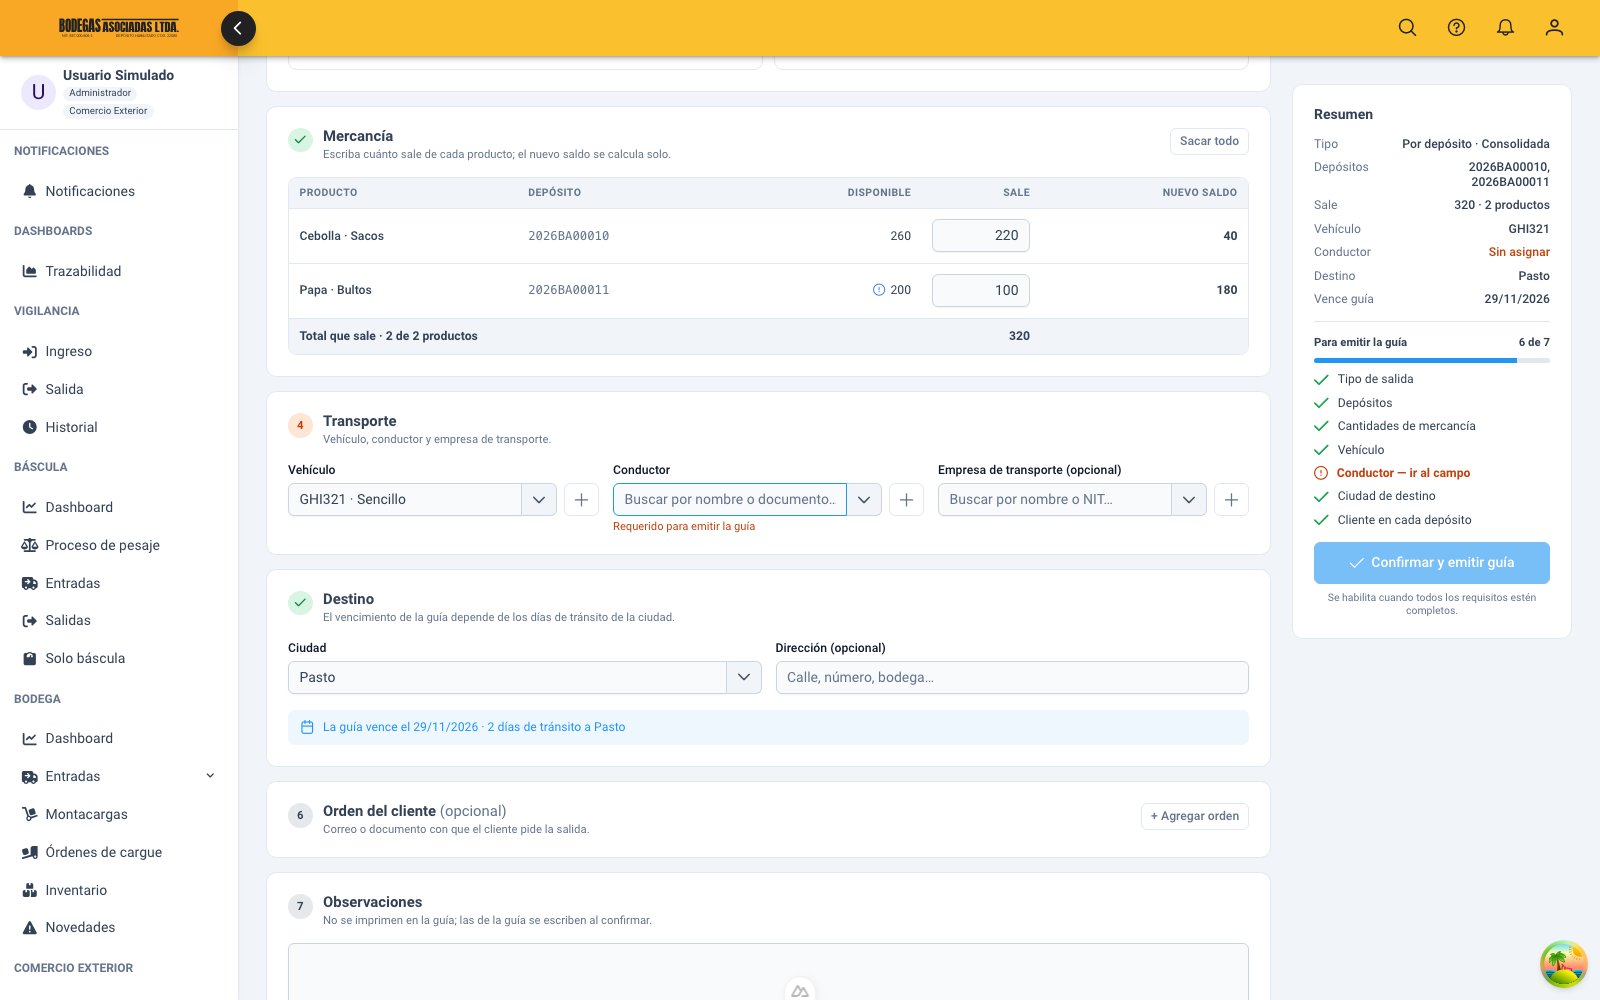 BODEGAS ASOCIADAS LTDA.
Usuario Simulado
U
Administrador
Comercio Exterior
NOTIFICACIONES
Notificaciones
DASHBOARDS
Trazabilidad
VIGILANCIA
Ingreso
Salida
Historial
BÁSCULA
Dashboard
Proceso de pesaje
Entradas
Salidas
Solo báscula
BODEGA
Dashboard
Entradas
Montacargas
Órdenes de cargue
Inventario
Novedades
COMERCIO EXTERIOR
Mercancía
Escriba cuánto sale de cada producto; el nuevo saldo se calcula solo.
Sacar todo
PRODUCTO DEPÓSITO DISPONIBLE SALE NUEVO SALDO
Cebolla · Sacos 2026BA00010 260 220 40
Papa · Bultos 2026BA00011 200 100 180
Total que sale · 2 de 2 productos 320
4 Transporte
Vehículo, conductor y empresa de transporte.
Vehículo Conductor Empresa de transporte (opcional)
GHI321 · Sencillo Buscar por nombre o documento... Buscar por nombre o NIT...
Requerido para emitir la guía
Destino
El vencimiento de la guía depende de los días de tránsito de la ciudad.
Ciudad Dirección (opcional)
Pasto Calle, número, bodega...
La guía vence el 29/11/2026 · 2 días de tránsito a Pasto
6 Orden del cliente (opcional)
Correo o documento con que el cliente pide la salida.
+ Agregar orden
7 Observaciones
No se imprimen en la guía; las de la guía se escriben al confirmar.
Resumen
Tipo Por depósito · Consolidada
Depósitos 2026BA00010,
2026BA00011
Sale 320 · 2 productos
Vehículo GHI321
Conductor Sin asignar
Destino Pasto
Vence guía 29/11/2026
Para emitir la guía 6 de 7
Tipo de salida
Depósitos
Cantidades de mercancía
Vehículo
Conductor — ir al campo
Ciudad de destino
Cliente en cada depósito
Confirmar y emitir guía
Se habilita cuando todos los requisitos estén
completos.